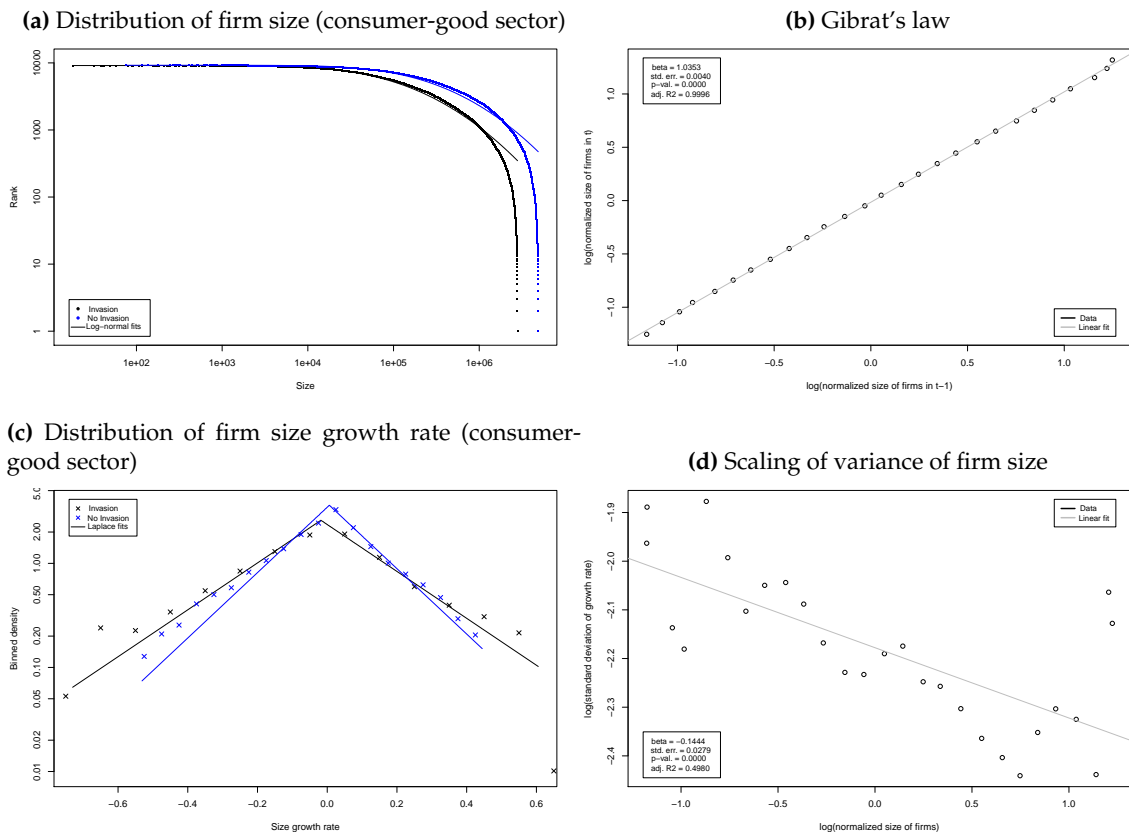 (a) Distribution of firm size (consumer-good sector)
10000
1000
100
10
1
Rank
Invasion
No Invasion
Log−normal fits
1e+02 1e+03 1e+04 1e+05 1e+06
Size
(b) Gibrat's law
beta = 1.0353
std. err. = 0.0040
p−val. = 0.0000
adj. R2 = 0.9996
1.0
0.5
0.0
−0.5
−1.0
log(normalized size of firms in t)
Data
Linear fit
−1.0 −0.5 0.0 0.5 1.0
log(normalized size of firms in t−1)
(c) Distribution of firm size growth rate (consumer-
good sector)
Invasion
No Invasion
Laplace fits
2.00
1.00
0.50
0.20
0.10
0.05
0.02
0.01
Binned density
−0.6 −0.4 −0.2 0.0 0.2 0.4 0.6
Size growth rate
(d) Scaling of variance of firm size
Data
Linear fit
−1.9
−2.0
−2.1
−2.2
−2.3
−2.4
log(standard deviation of growth rate)
beta = −0.1444
std. err. = 0.0279
p−val. = 0.0000
adj. R2 = 0.4980
−1.0 −0.5 0.0 0.5 1.0
log(normalized size of firms)